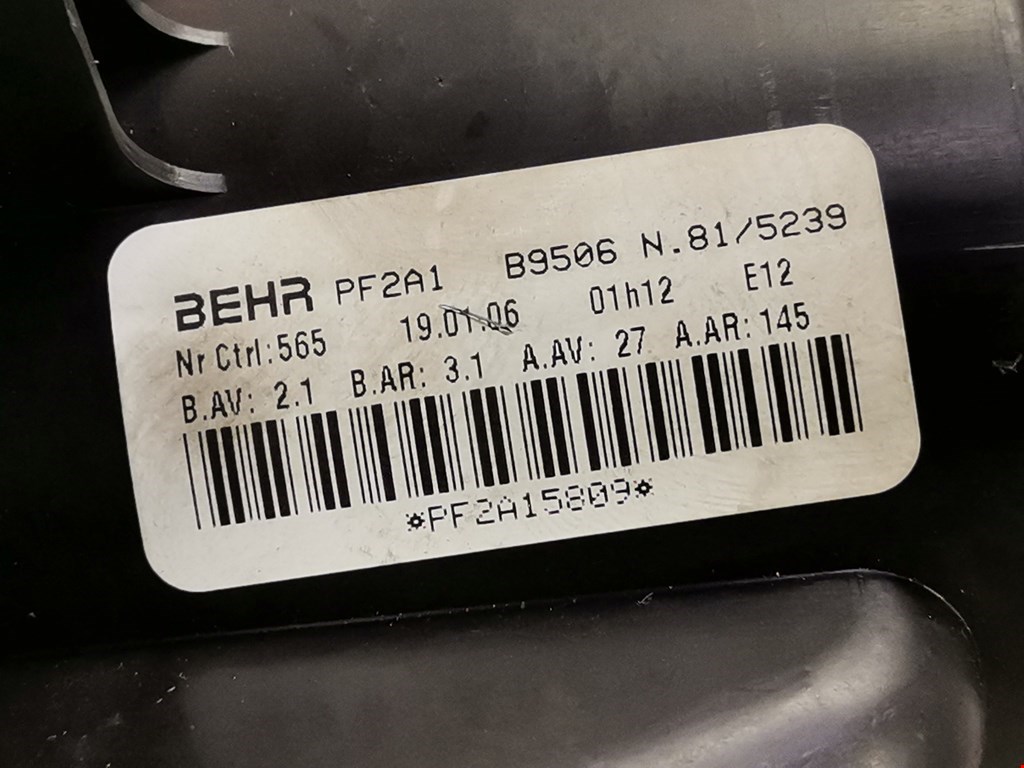 BEHR PF2A1 B9506 N.81/5239
Nr Ctrl:565 19.01.06 01h12 E12
B.AV: 2.1 B.AR: 3.1 A.AV: 27 A.AR:145
*PF2A15809*